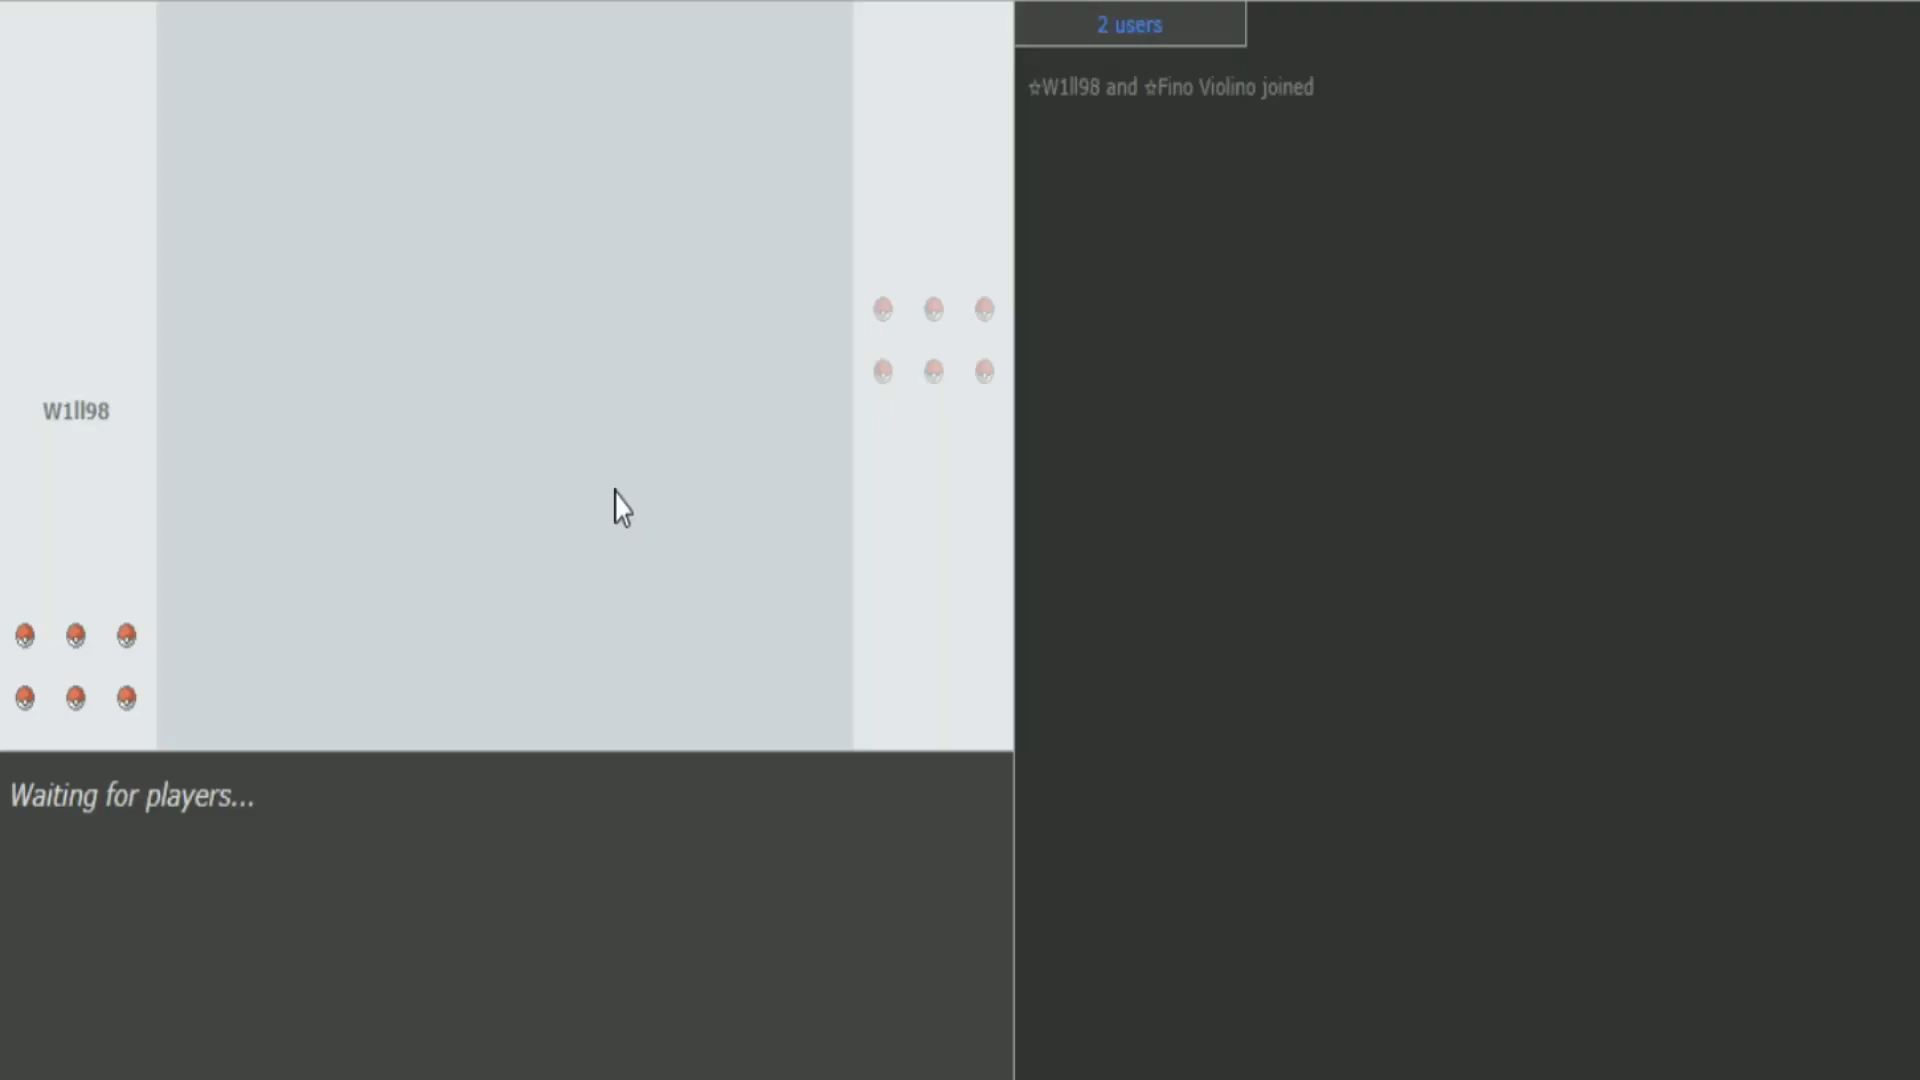 2 users
☆W1ll98 and ☆Fino Violino joined
W1ll98
Waiting for players...